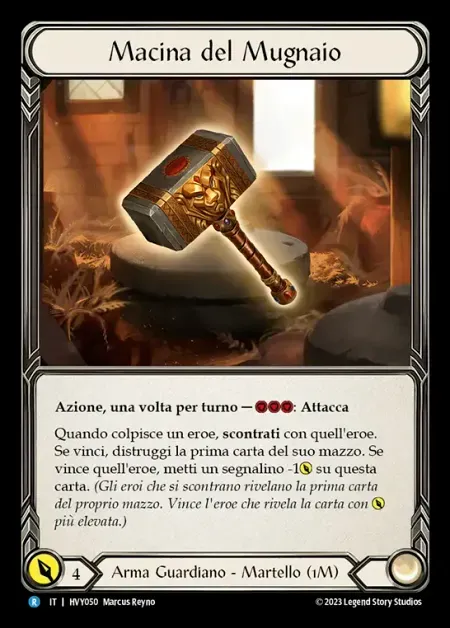 Macina del Mugnaio
Azione, una volta per turno — : Attacca
Quando colpisce un eroe, scontrati con quell'eroe.
Se vinci, distruggi la prima carta del suo mazzo. Se
vince quell'eroe, metti un segnalino -1 su questa
carta. (Gli eroi che si scontrano rivelano la prima carta
del proprio mazzo. Vince l'eroe che rivela la carta con
più elevata.)
4 Arma Guardiano - Martello (1M)
R IT | HVY050 Marcus Reyno © 2023 Legend Story Studios